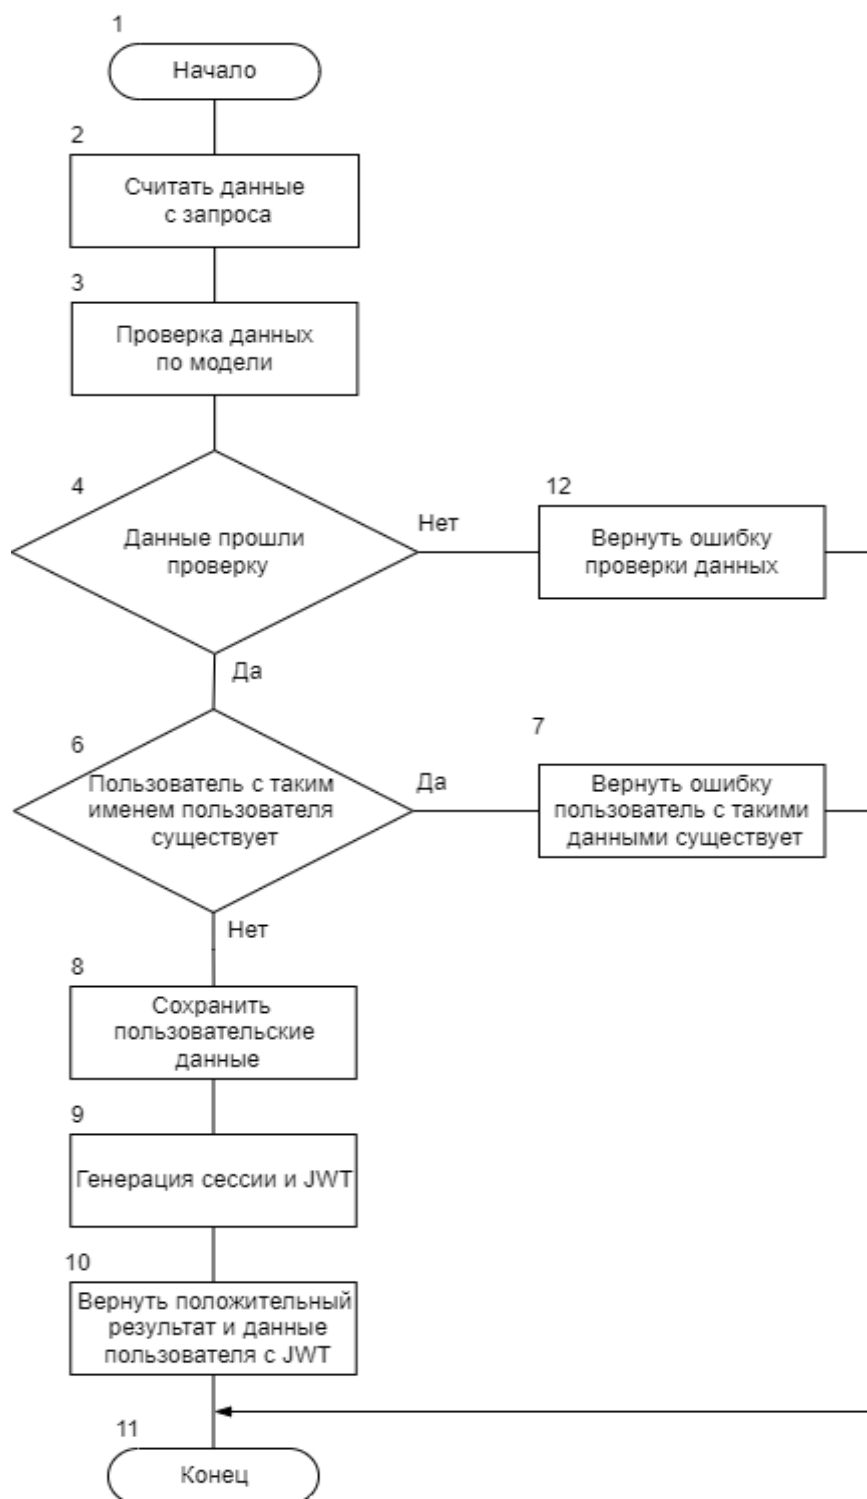 1
Начало
2
Считать данные
с запроса
3
Проверка данных
по модели
4
Данные прошли
проверку
Нет
12
Вернуть ошибку
проверки данных
Да
6
Пользователь с таким
именем пользователя
существует
Да
7
Вернуть ошибку
пользователь с такими
данными существует
Нет
8
Сохранить
пользовательские
данные
9
Генерация сессии и JWT
10
Вернуть положительный
результат и данные
пользователя с JWT
11
Конец